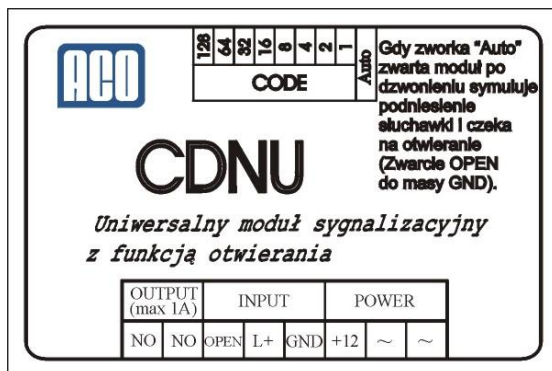 ACO
128 64 32 16 8 4 2 1 Auto
CODE
Gdy zworka "Auto"
zwarta moduł po
dzwonieniu symuluje
podniesienie
słuchawki i czeka
na otwieranie
(Zwarcie OPEN
do masy GND).
CDNU
Uniwersalny moduł sygnalizacyjny
z funkcją otwierania
OUTPUT INPUT POWER
(max 1A)
NO NO OPEN L+ GND +12 ~ ~